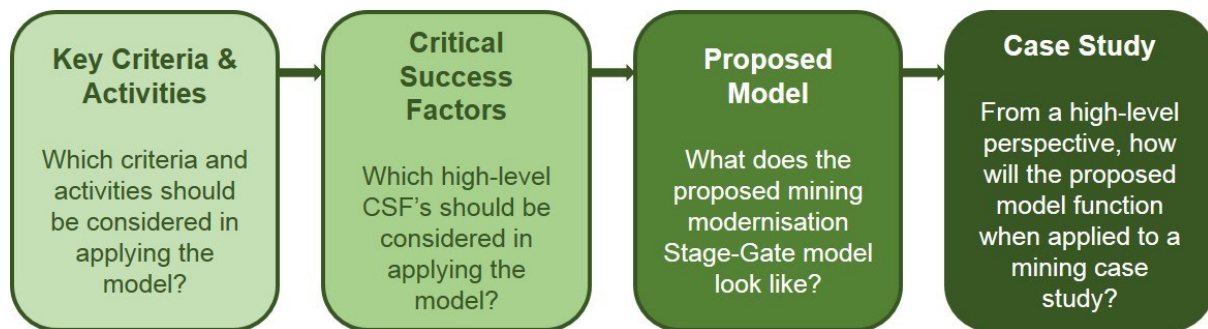 Key Criteria &
Activities
Which criteria and
activities should
be considered in
applying the
model?
Critical
Success
Factors
Which high-level
CSF's should be
considered in
applying the
model?
Proposed
Model
What does the
proposed mining
modernisation
Stage-Gate model
look like?
Case Study
From a high-level
perspective, how
will the proposed
model function
when applied to a
mining case
study?